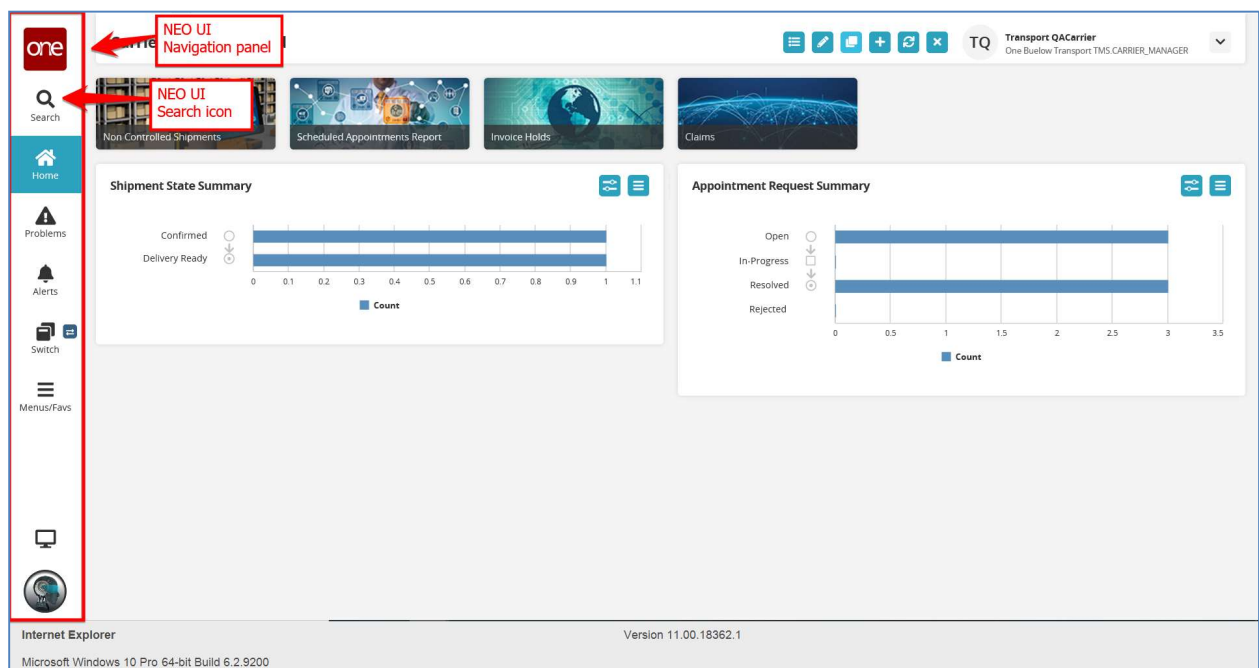 one
NEO UI
Navigation panel
TQ
Transport QACarrier
One Buelow Transport TMS.CARRIER_MANAGER
Search
NEO UI
Search icon
Non Controlled Shipments
Scheduled Appointments Report
Invoice Holds
Claims
Home
Problems
Alerts
Switch
Menus/Favs
Shipment State Summary
Confirmed
Delivery Ready
0 0.1 0.2 0.3 0.4 0.5 0.6 0.7 0.8 0.9 1 1.1
Count
Appointment Request Summary
Open
In-Progress
Resolved
Rejected
0 0.5 1 1.5 2 2.5 3 3.5
Count
Internet Explorer
Version 11.00.18362.1
Microsoft Windows 10 Pro 64-bit Build 6.2.9200